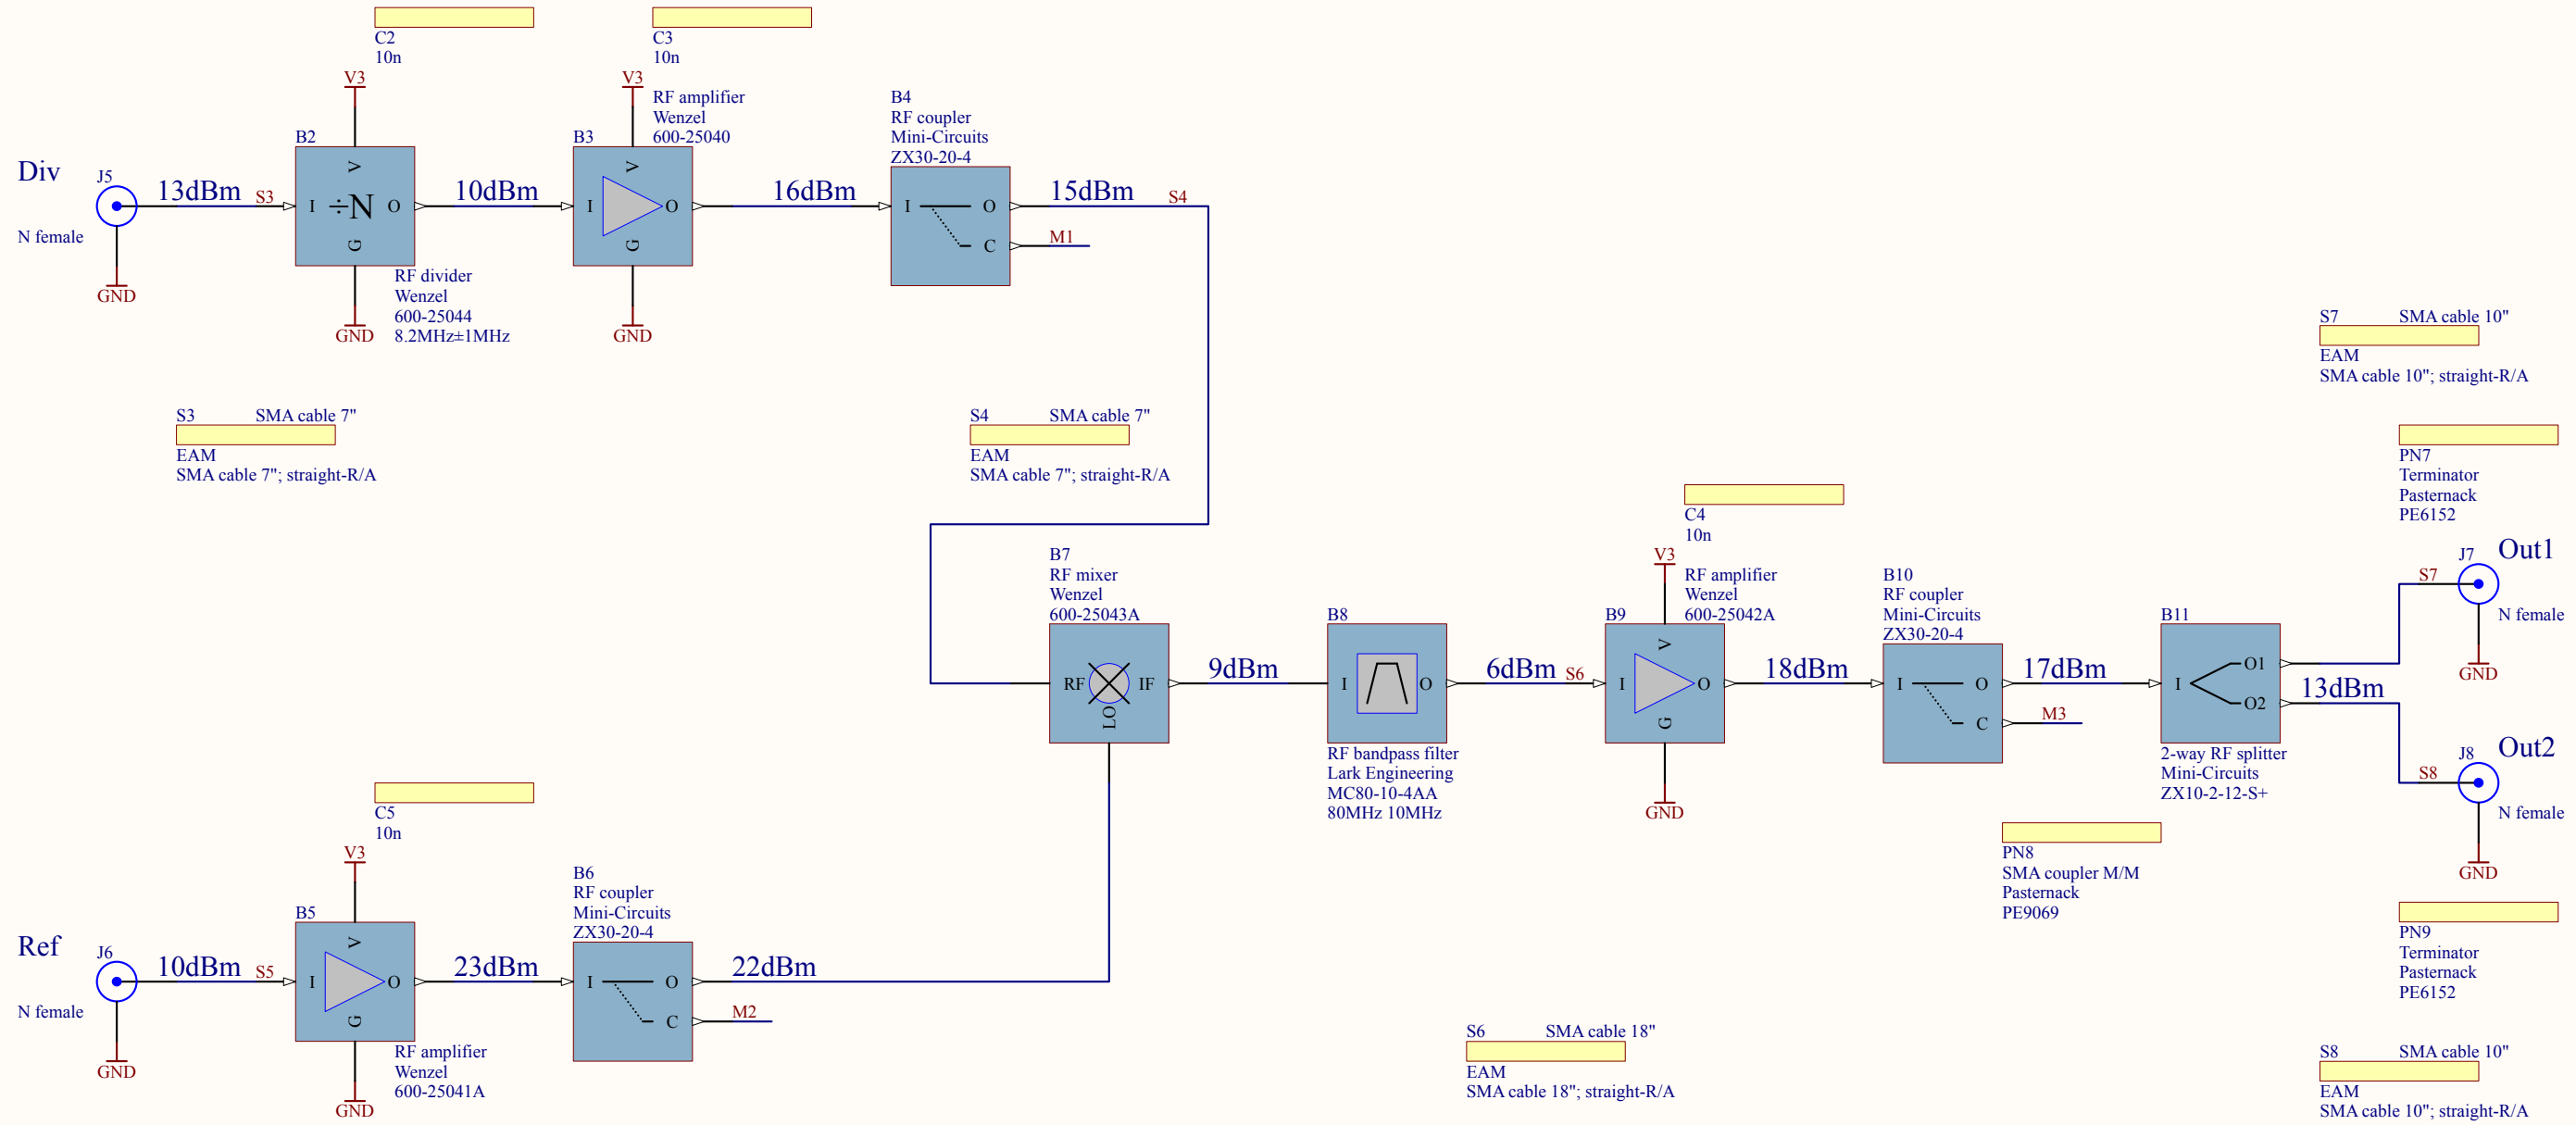 C2
10n
C3
10n
V3
V3
RF amplifier
Wenzel
600-25040
B4
RF coupler
Mini-Circuits
ZX30-20-4
B2
B3
Div
J5
13dBm
S3
I
÷N
O
V
G
10dBm
I
O
V
G
16dBm
I
O
C
15dBm
S4
M1
N female
GND
RF divider
Wenzel
600-25044
8.2MHz±1MHz
GND
GND
S3 SMA cable 7"
EAM
SMA cable 7"; straight-R/A
S4 SMA cable 7"
EAM
SMA cable 7"; straight-R/A
S7 SMA cable 10"
EAM
SMA cable 10"; straight-R/A
PN7
Terminator
Pasternack
PE6152
C4
10n
V3
B7
RF mixer
Wenzel
600-25043A
RF
IF
LO
9dBm
B8
I
O
RF bandpass filter
Lark Engineering
MC80-10-4AA
80MHz 10MHz
6dBm
S6
B9
RF amplifier
Wenzel
600-25042A
I
O
V
G
GND
18dBm
B10
RF coupler
Mini-Circuits
ZX30-20-4
I
O
C
17dBm
M3
B11
I
O1
O2
2-way RF splitter
Mini-Circuits
ZX10-2-12-S+
13dBm
S7
J7
Out1
N female
GND
S8
J8
Out2
N female
GND
PN8
SMA coupler M/M
Pasternack
PE9069
PN9
Terminator
Pasternack
PE6152
C5
10n
V3
B5
Ref
J6
10dBm
S5
I
O
V
G
N female
GND
RF amplifier
Wenzel
600-25041A
GND
23dBm
B6
RF coupler
Mini-Circuits
ZX30-20-4
I
O
C
22dBm
M2
S6 SMA cable 18"
EAM
SMA cable 18"; straight-R/A
S8 SMA cable 10"
EAM
SMA cable 10"; straight-R/A